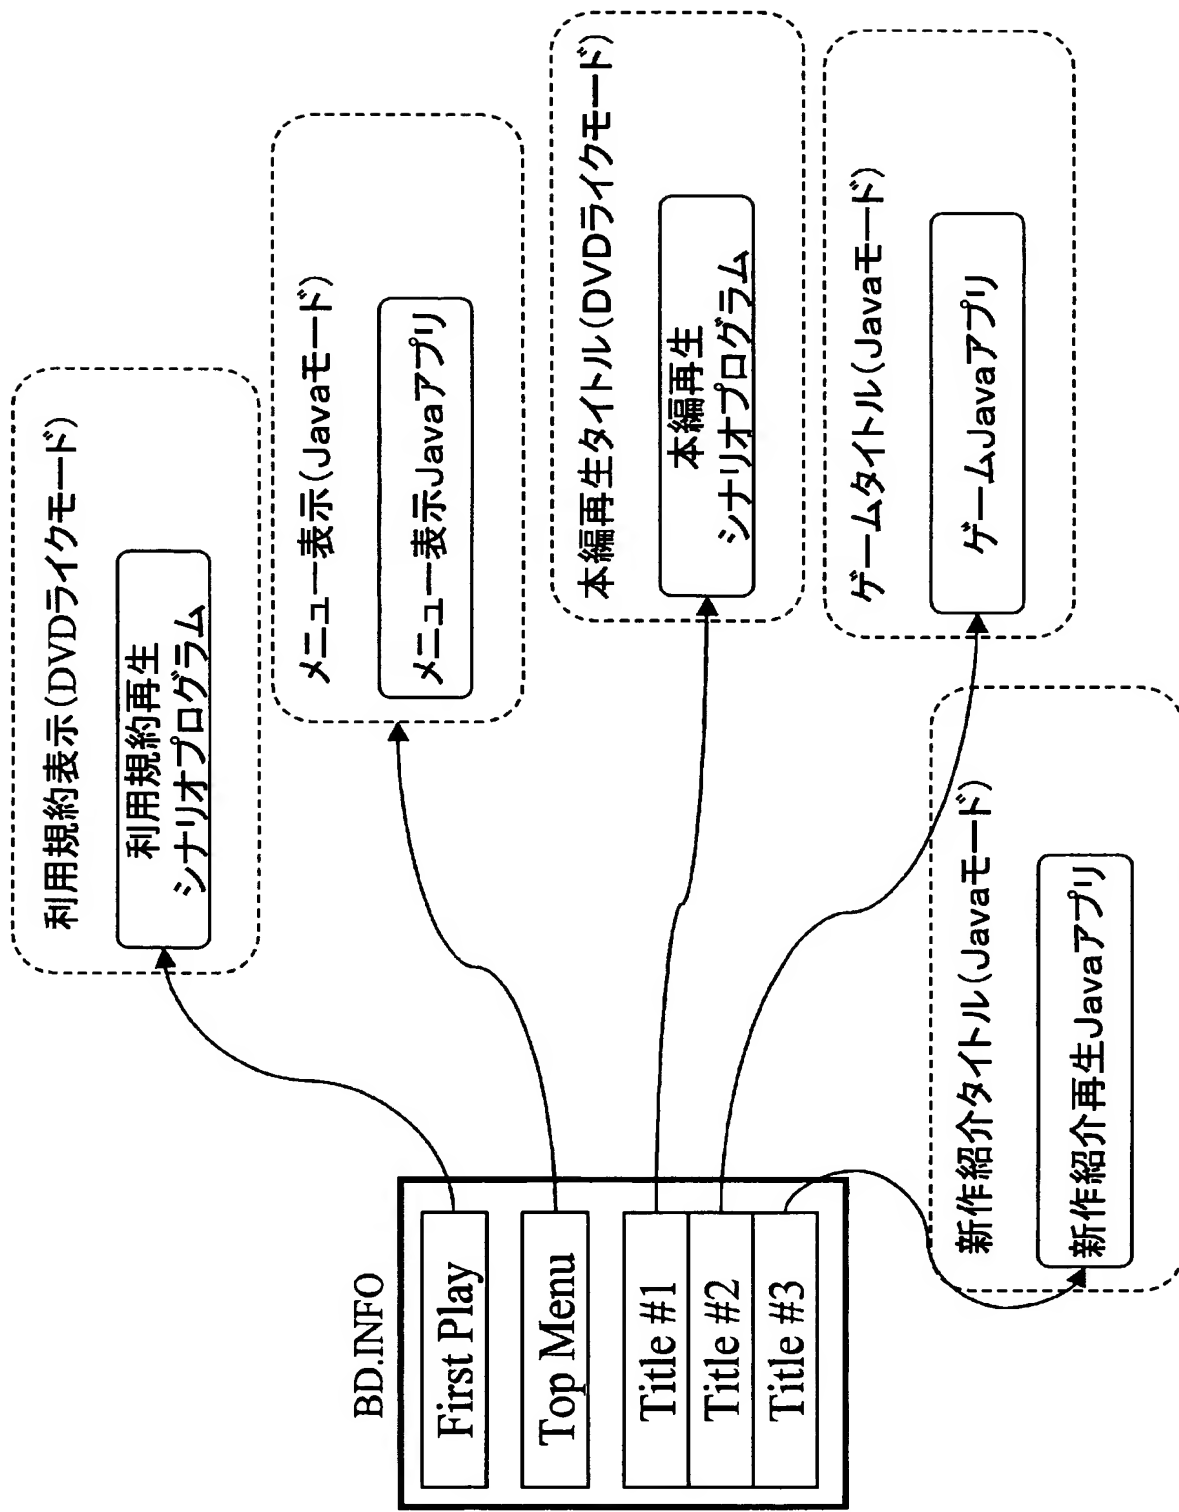 BD.INFO
First Play
Top Menu
Title #1
Title #2
Title #3
利用規約表示(DVDライクモード)
利用規約再生
シナリオプログラム
メニュー表示(Javaモード)
メニュー表示Javaアプリ
本編再生タイトル(DVDライクモード)
本編再生
シナリオプログラム
ゲームタイトル(Javaモード)
ゲームJavaアプリ
新作紹介タイトル(Javaモード)
新作紹介再生Javaアプリ